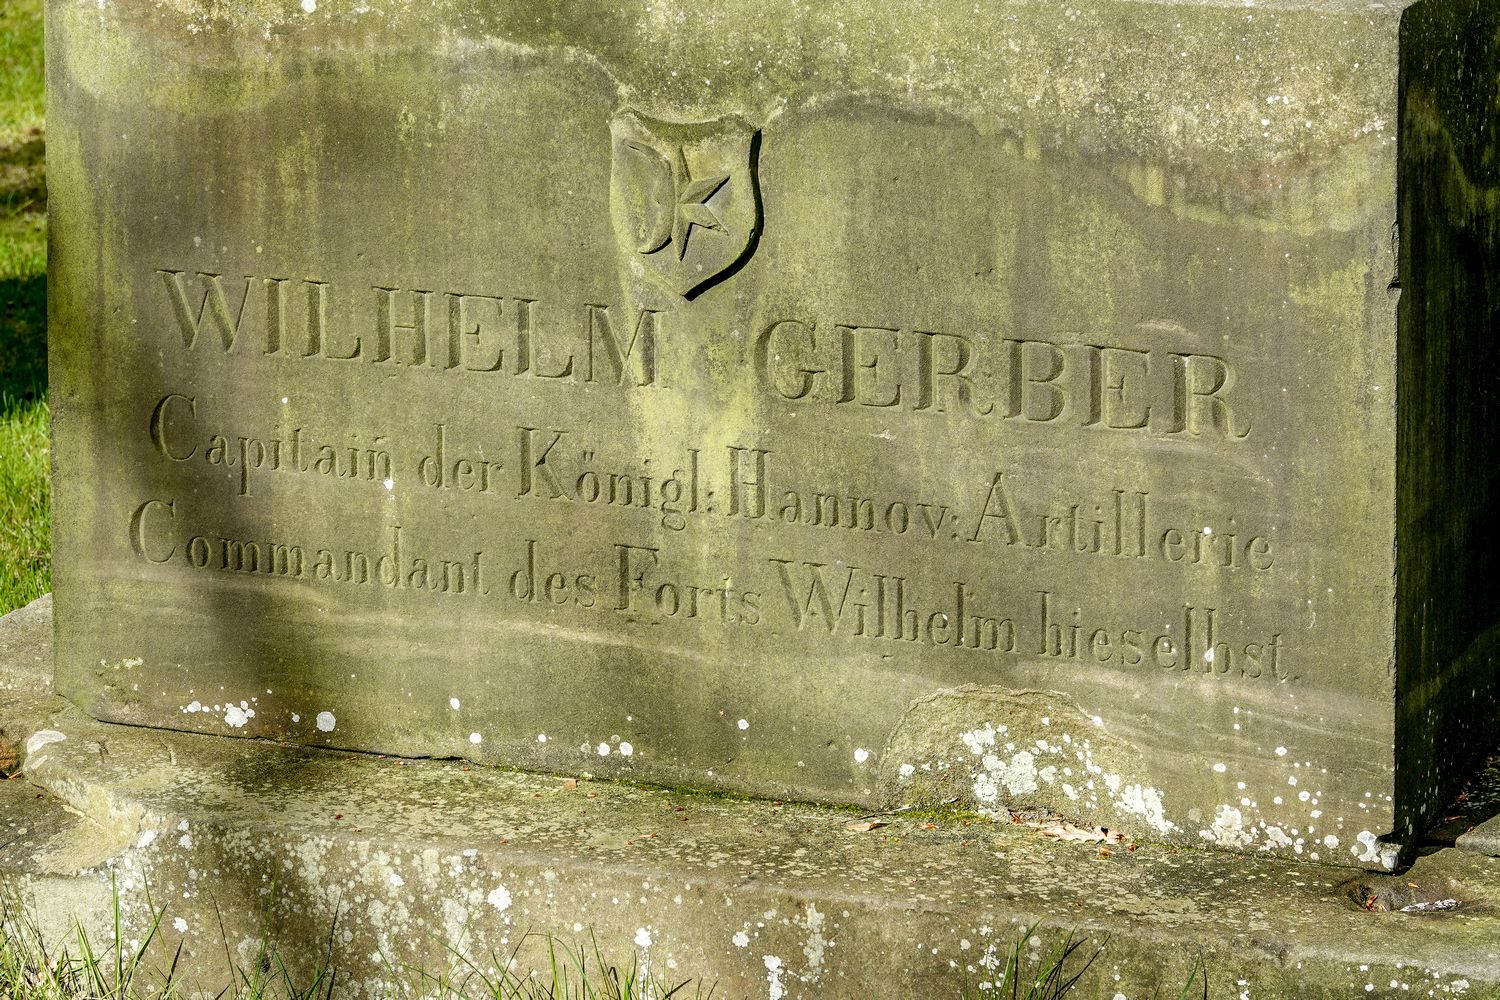 WILHELM GERBER
Capitain der Königl: Hannov: Artillerie
Commandant des Forts Wilhelm hieselbst.